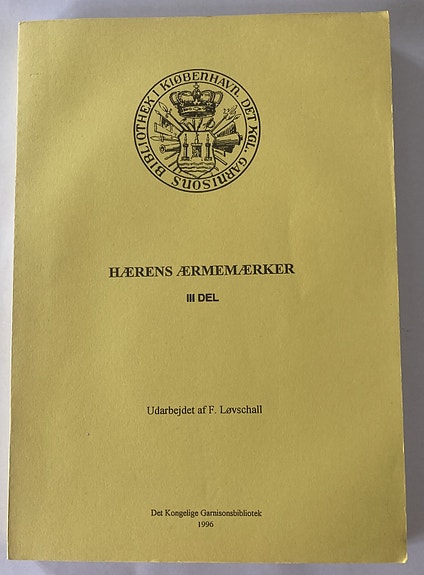 DET KGL. GARNISONS BIBLIOTHEK I KIØBENHAVN.
HÆRENS ÆRMEMÆRKER
III DEL
Udarbejdet af F. Løvschall
Det Kongelige Garnisonsbibliotek
1996